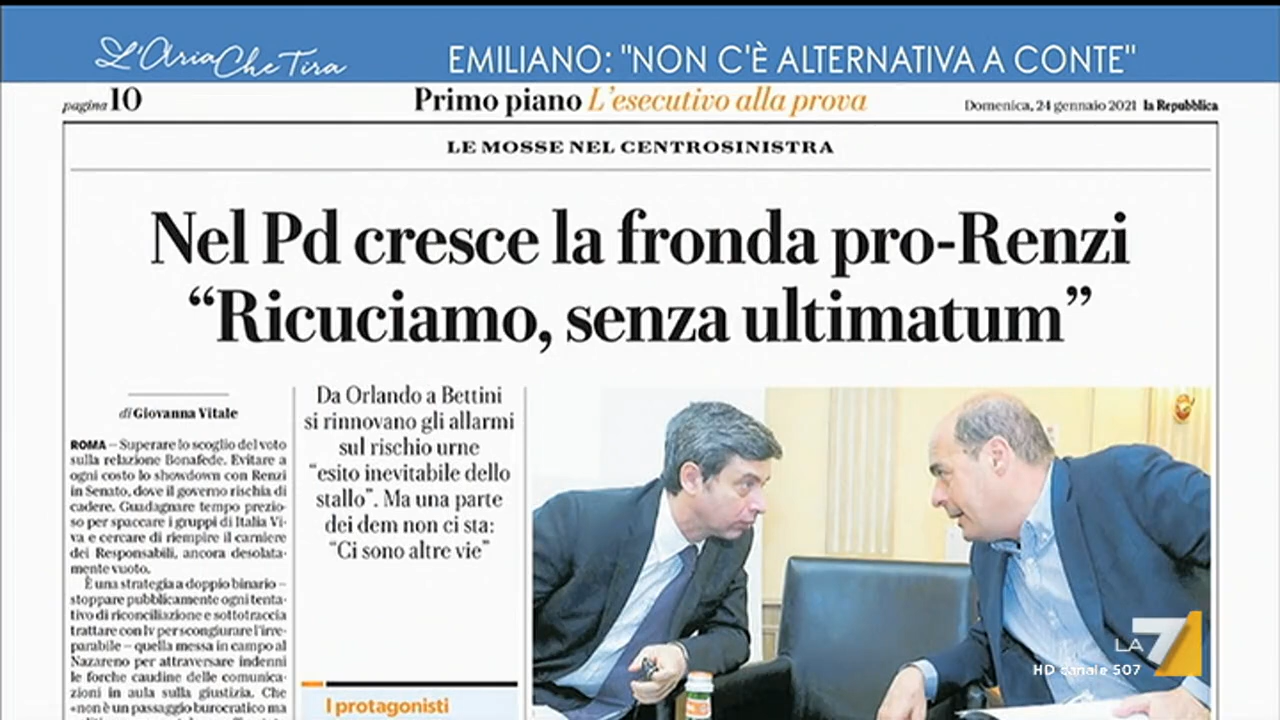 L'Aria Che Tira
EMILIANO: "NON C'È ALTERNATIVA A CONTE"
pagina 10
Primo piano L'esecutivo alla prova
Domenica, 24 gennaio 2021 la Repubblica
LE MOSSE NEL CENTROSINISTRA
Nel Pd cresce la fronda pro-Renzi
“Ricuciamo, senza ultimatum”
di Giovanna Vitale
ROMA – Superare lo scoglio del voto
sulla relazione Bonafede. Evitare a
ogni costo lo showdown con Renzi
in Senato, dove il governo rischia di
cadere. Guadagnare tempo prezio-
so per spaccare i gruppi di Italia Vi-
va e cercare di riempire il carniere
dei Responsabili, ancora desolata-
mente vuoto.
È una strategia a doppio binario –
stoppare pubblicamente ogni tenta-
tivo di riconciliazione e sottotraccia
trattare con Iv per scongiurare l'irre-
parabile – quella messa in campo al
Nazareno per attraversare indenni
le forche caudine delle comunica-
zioni in aula sulla giustizia. Che
«non è un passaggio burocratico ma
Da Orlando a Bettini
si rinnovano gli allarmi
sul rischio urne
“esito inevitabile dello
stallo”. Ma una parte
dei dem non ci sta:
“Ci sono altre vie”
I protagonisti
LA 7
HD canale 507